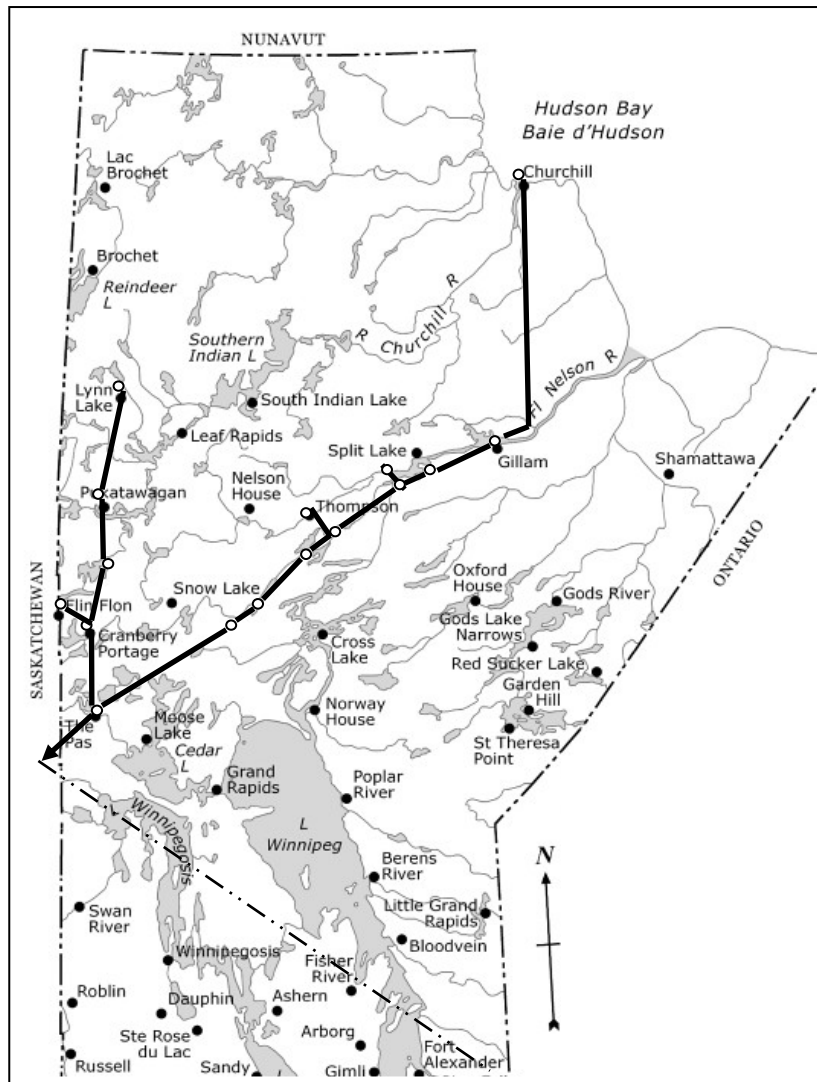 NUNAVUT
Hudson Bay
Baie d'Hudson
Lac
Brochet
Churchill
Brochet
Reindeer
L
R Churchill R
Southern
Indian L
Lynn
Lake
South Indian Lake
Fl Nelson R
Leaf Rapids
Split Lake
Gillam
Shamattawa
Nelson
House
Pukatawagan
Thompson
ONTARIO
SASKATCHEWAN
Snow Lake
Oxford
House
Gods River
Flin Flon
Gods Lake
Narrows
Cranberry
Portage
Cross
Lake
Red Sucker Lake
Garden
Hill
Norway
House
The
Pas
Moose
Lake
Cedar
L
St Theresa
Point
Grand
Rapids
Poplar
River
L
Winnipegosis
L
Winnipeg
N
Berens
River
Swan
River
Little Grand
Rapids
Bloodvein
Winnipegosis
Fisher
River
Roblin
Dauphin
Ashern
Ste Rose
du Lac
Arborg
Fort
Alexander
Russell
Sandy
L
Gimli